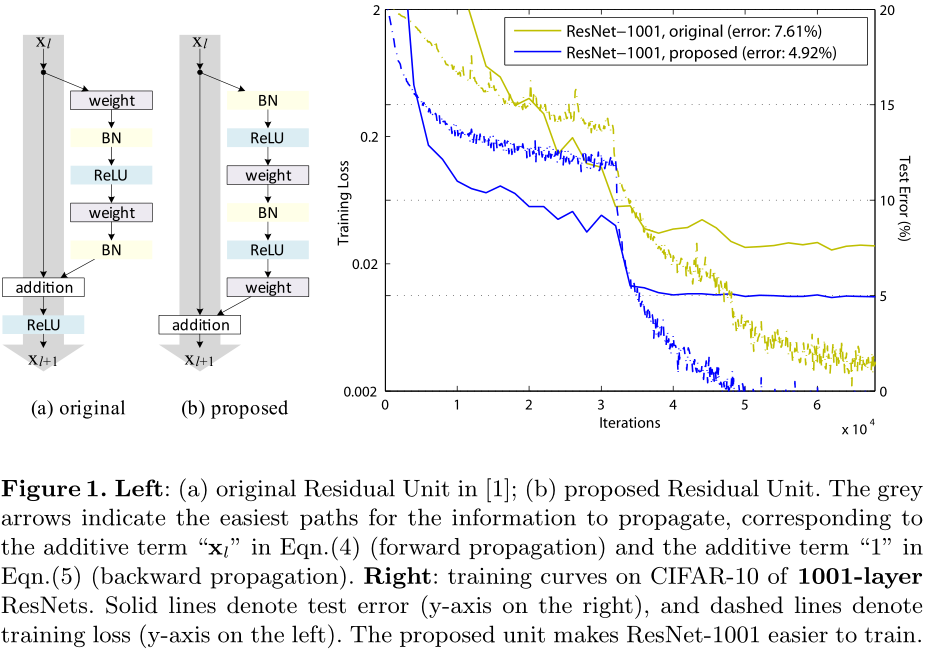 x_l
weight
BN
ReLU
weight
BN
addition
ReLU
x_{l+1}
(a) original
x_l
BN
ReLU
weight
BN
ReLU
weight
addition
x_{l+1}
(b) proposed
ResNet−1001, original (error: 7.61%)
ResNet−1001, proposed (error: 4.92%)
Training Loss
2
0.2
0.02
0.002
Test Error (%)
20
15
10
5
0
0 1 2 3 4 5 6
Iterations
x 10^4
Figure 1. Left: (a) original Residual Unit in [1]; (b) proposed Residual Unit. The grey
arrows indicate the easiest paths for the information to propagate, corresponding to
the additive term “x_l” in Eqn.(4) (forward propagation) and the additive term “1” in
Eqn.(5) (backward propagation). Right: training curves on CIFAR-10 of 1001-layer
ResNets. Solid lines denote test error (y-axis on the right), and dashed lines denote
training loss (y-axis on the left). The proposed unit makes ResNet-1001 easier to train.